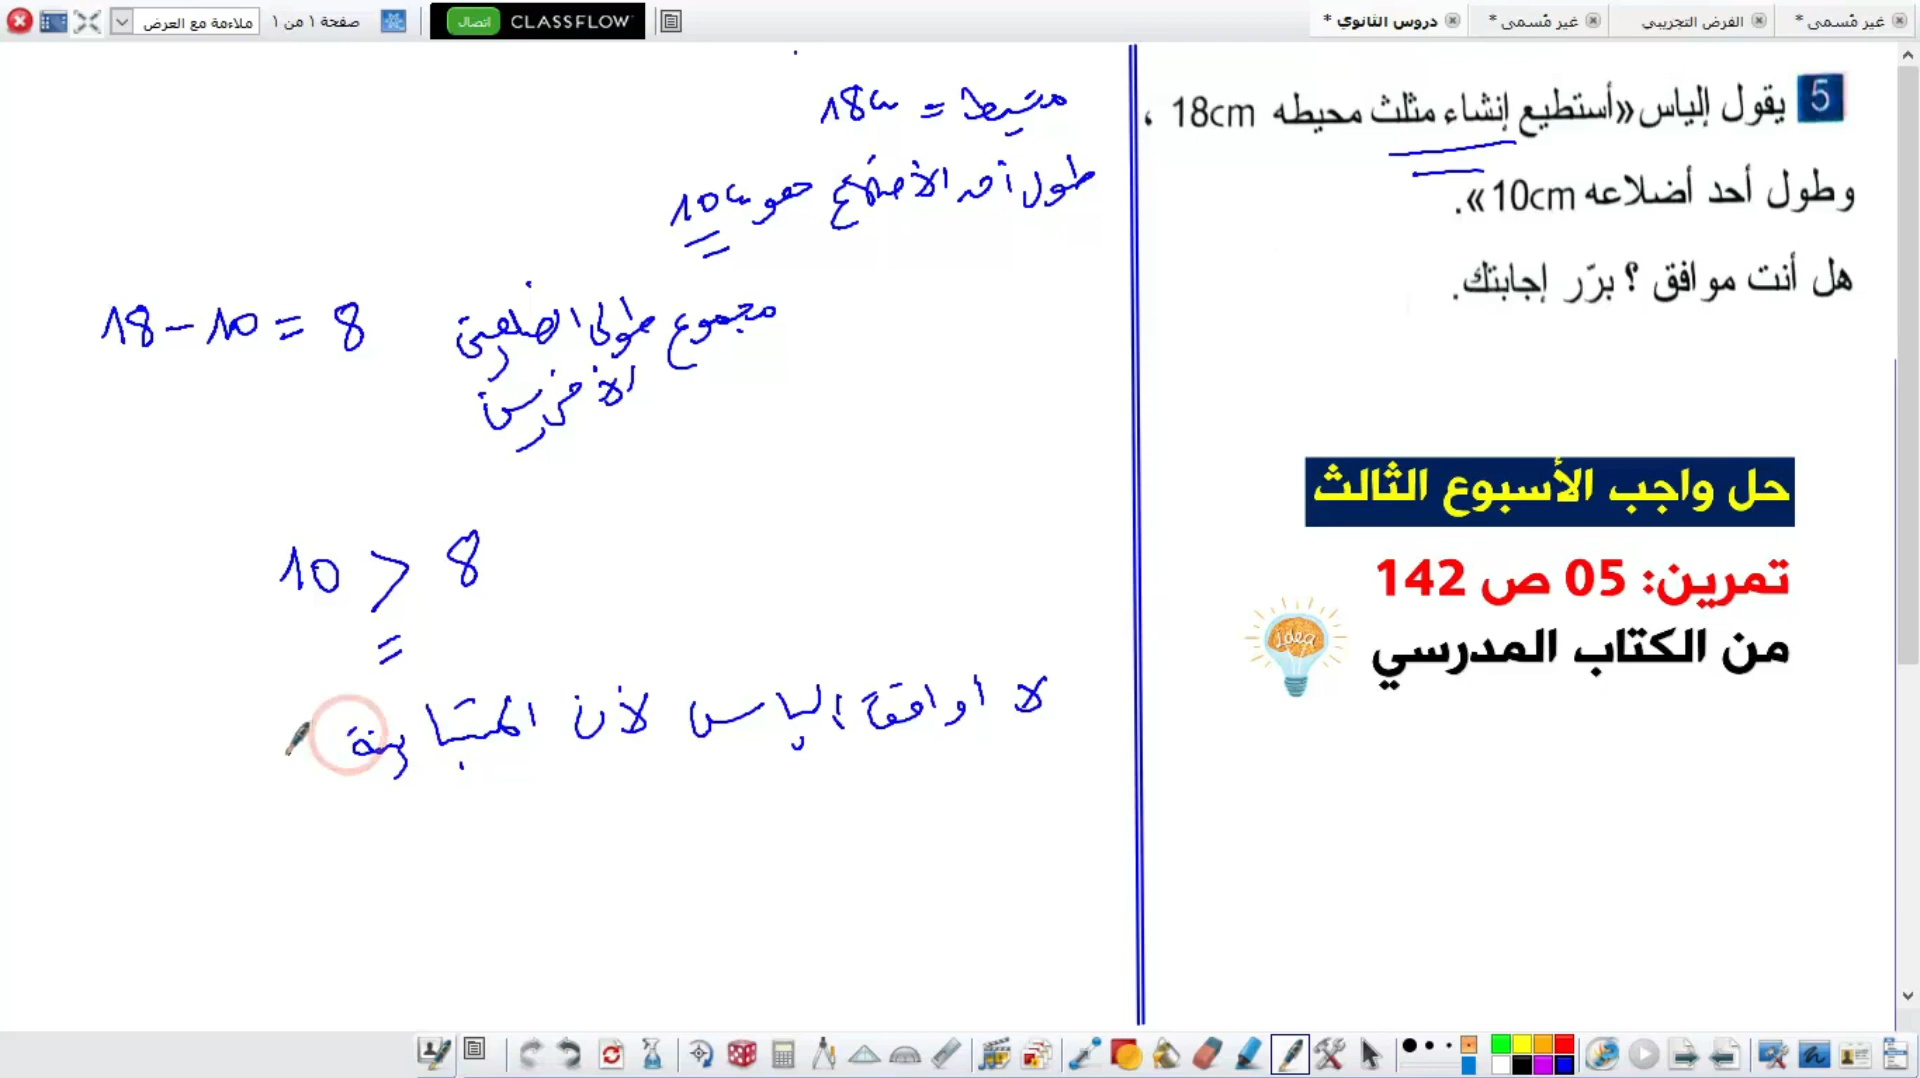 ملاءمة مع العرض
صفحة ١ من ١
اتصال CLASSFLOW
دروس الثانوي *
غير مُسمى *
الفرض التجريبي
غير مُسمى *
5 يقول إلياس «أستطيع إنشاء مثلث محيطه 18cm ،
وطول أحد أضلاعه 10cm».
هل أنت موافق ؟ برّر إجابتك.
حل واجب الأسبوع الثالث
تمرين: 05 ص 142
من الكتاب المدرسي
idea
محيط = 18cm
طول أحد الأضلاع هو 10cm
مجموع طولي الضلعين
الآخرين
18 - 10 = 8
10 > 8
=
لا أوافق إلياس لأن المتباينة